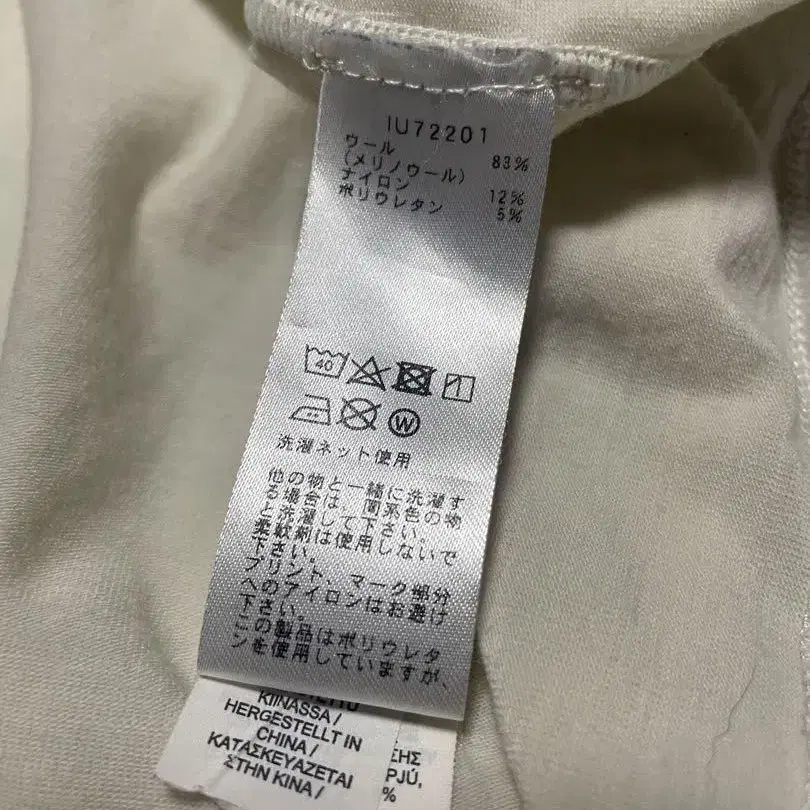 IU72201
ウール 83%
(メリノウール)
ナイロン 12%
ポリウレタン 5%
40
W
洗濯ネット使用
他の物と一緒に洗濯す
る場合は、同系色の物
と洗濯して下さい。
柔軟剤は使用しないで
下さい。
プリント、マーク部分
へのアイロンはお避け
下さい。
この製品はポリウレタ
ンを使用していますが、
KIINASSA/
HERGESTELLT IN
CHINA/
ΚΑΤΑΣΚΕΥΑΖΕΤΑΙ
ΣΤΗΝ ΚΙΝΑ/
ΣΗΣ
PJÚ,
%